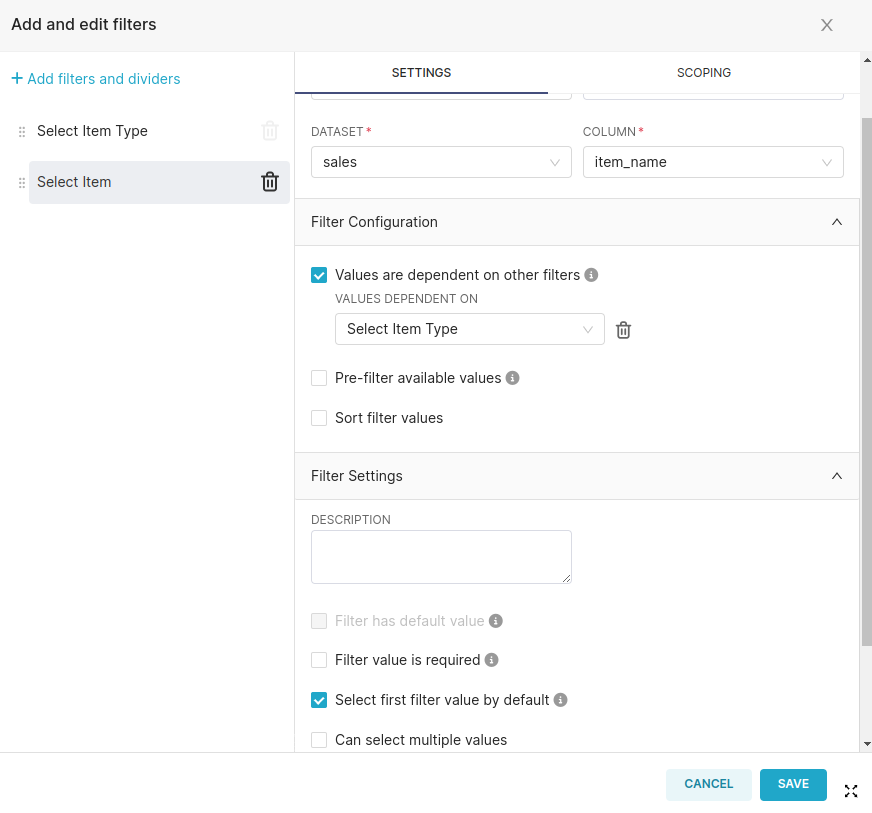 Add and edit filters
+ Add filters and dividers
SETTINGS
SCOPING
Select Item Type
Select Item
DATASET *
COLUMN *
sales
item_name
Filter Configuration
Values are dependent on other filters
VALUES DEPENDENT ON
Select Item Type
Pre-filter available values
Sort filter values
Filter Settings
DESCRIPTION
Filter has default value
Filter value is required
Select first filter value by default
Can select multiple values
CANCEL
SAVE